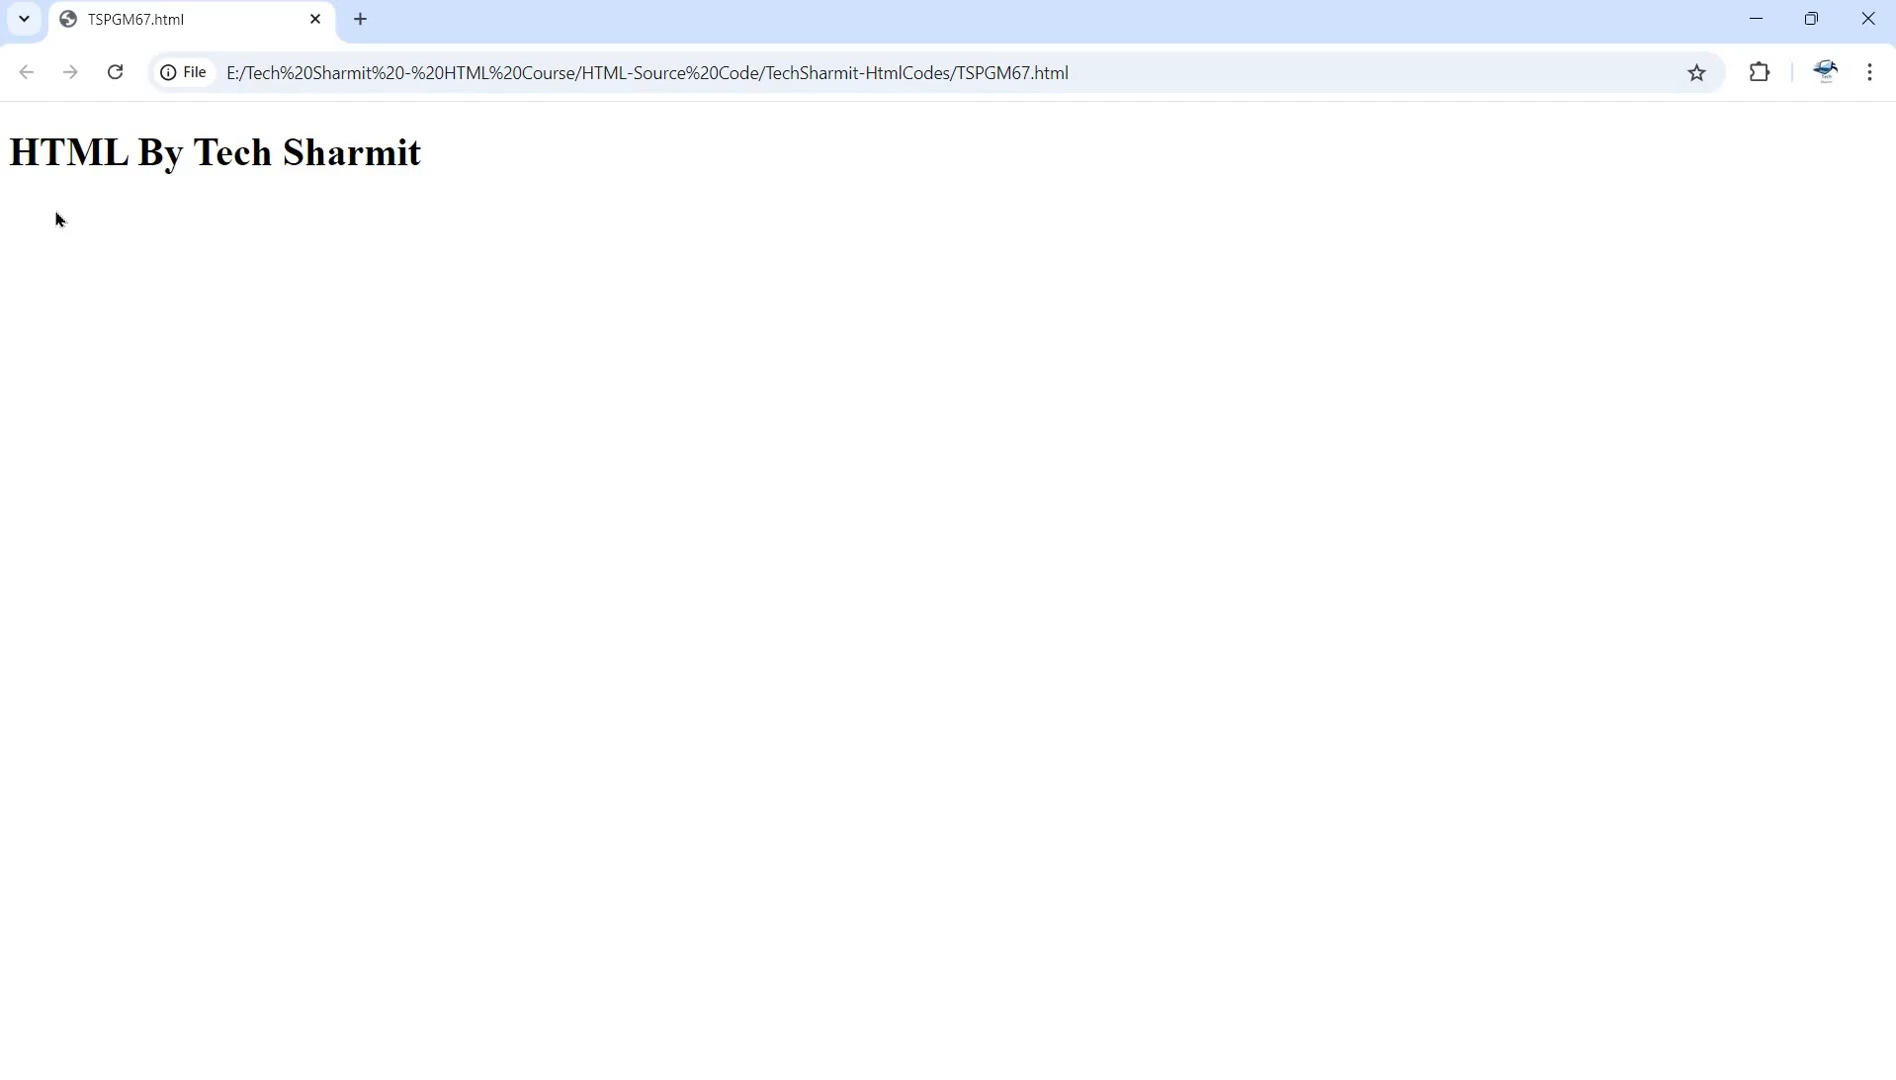 TSPGM67.html
File E:/Tech%20Sharmit%20-%20HTML%20Course/HTML-Source%20Code/TechSharmit-HtmlCodes/TSPGM67.html
HTML By Tech Sharmit